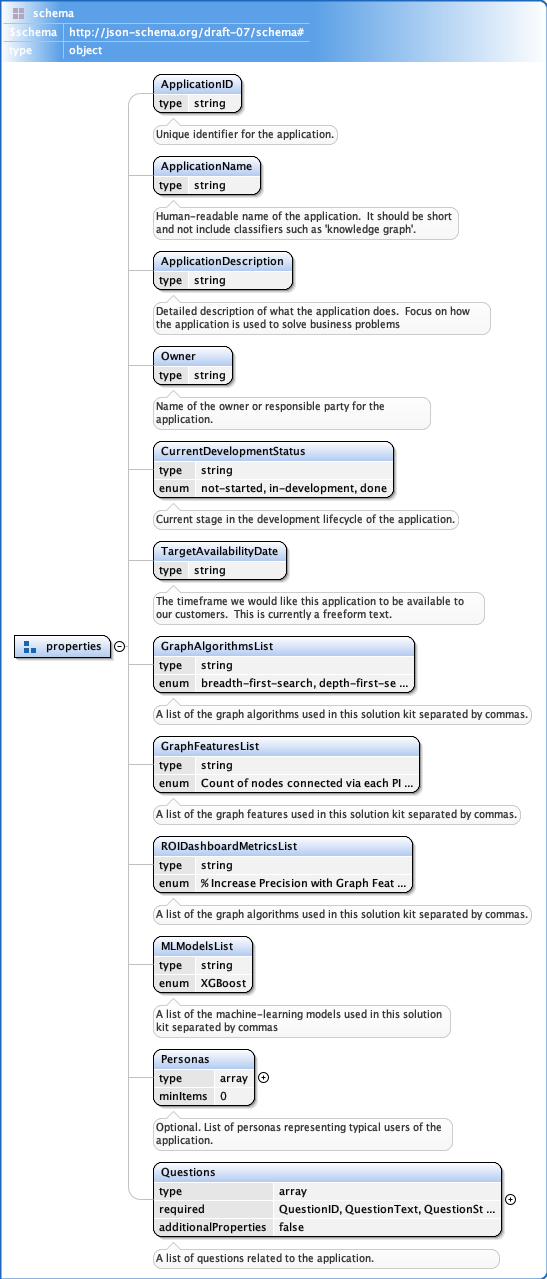 schema
$schema http://json-schema.org/draft-07/schema#
type object
ApplicationID
type string
Unique identifier for the application.
ApplicationName
type string
Human-readable name of the application. It should be short
and not include classifiers such as 'knowledge graph'.
ApplicationDescription
type string
Detailed description of what the application does. Focus on how
the application is used to solve business problems
Owner
type string
Name of the owner or responsible party for the
application.
CurrentDevelopmentStatus
type string
enum not-started, in-development, done
Current stage in the development lifecycle of the application.
TargetAvailabilityDate
type string
The timeframe we would like this application to be available to
our customers. This is currently a freeform text.
properties
GraphAlgorithmsList
type string
enum breadth-first-search, depth-first-se ...
A list of the graph algorithms used in this solution kit separated by commas.
GraphFeaturesList
type string
enum Count of nodes connected via each PI ...
A list of the graph features used in this solution kit separated by commas.
ROIDashboardMetricsList
type string
enum % Increase Precision with Graph Feat ...
A list of the graph algorithms used in this solution kit separated by commas.
MLModelsList
type string
enum XGBoost
A list of the machine-learning models used in this solution
kit separated by commas
Personas
type array
minItems 0
Optional. List of personas representing typical users of the
application.
Questions
type array
required QuestionID, QuestionText, QuestionSt ...
additionalProperties false
A list of questions related to the application.